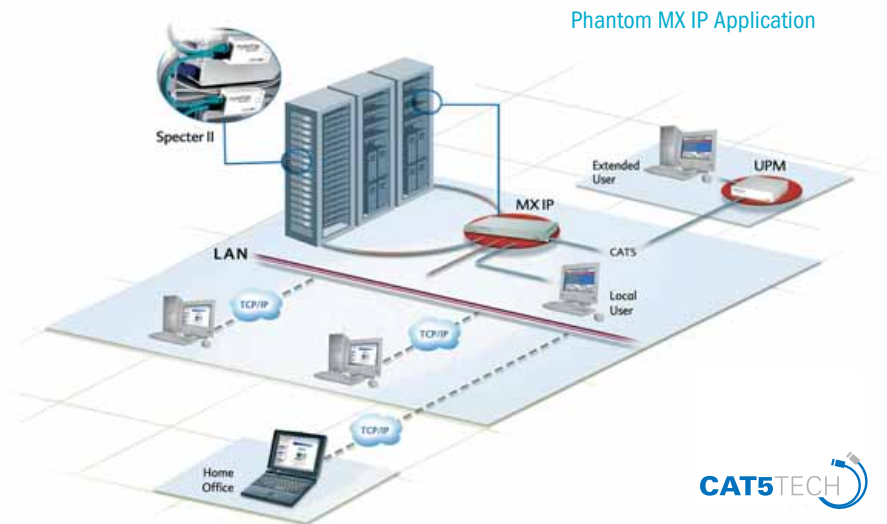 Phantom MX IP Application
Specter II
Extended
User
UPM
MX IP
CAT5
LAN
Local
User
TCP/IP
TCP/IP
TCP/IP
Home
Office
CAT5TECH